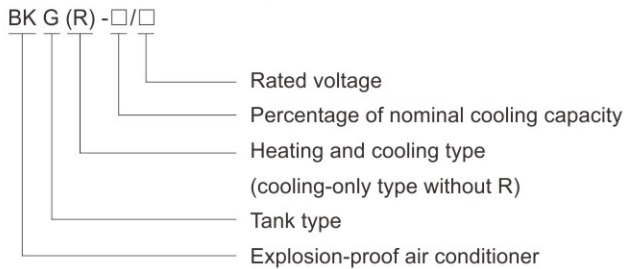 BK G (R) -□/□
Rated voltage
Percentage of nominal cooling capacity
Heating and cooling type
(cooling-only type without R)
Tank type
Explosion-proof air conditioner